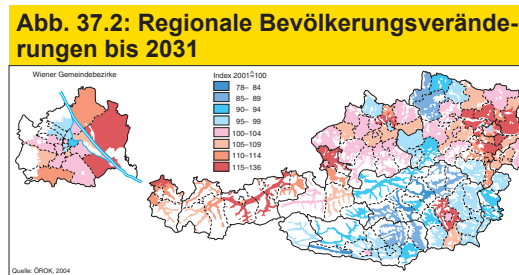 Abb. 37.2: Regionale Bevölkerungsverände-
rungen bis 2031
Wiener Gemeindebezirke
Index 2001≙100
78– 84
85– 89
90– 94
95– 99
100–104
105–109
110–114
115–136
Quelle: ÖROK, 2004